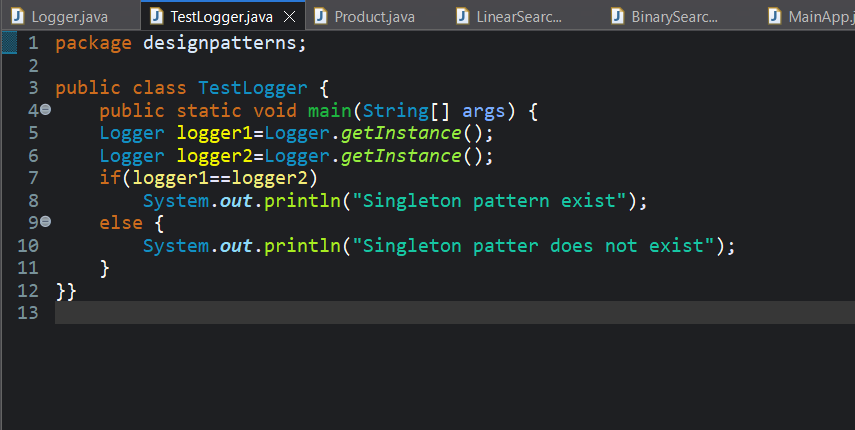 Logger.java TestLogger.java Product.java LinearSearc... BinarySearc... MainApp.j
1 package designpatterns;
2
3 public class TestLogger {
4 public static void main(String[] args) {
5 Logger logger1=Logger.getInstance();
6 Logger logger2=Logger.getInstance();
7 if(logger1==logger2)
8 System.out.println("Singleton pattern exist");
9 else {
10 System.out.println("Singleton patter does not exist");
11 }
12 }}
13